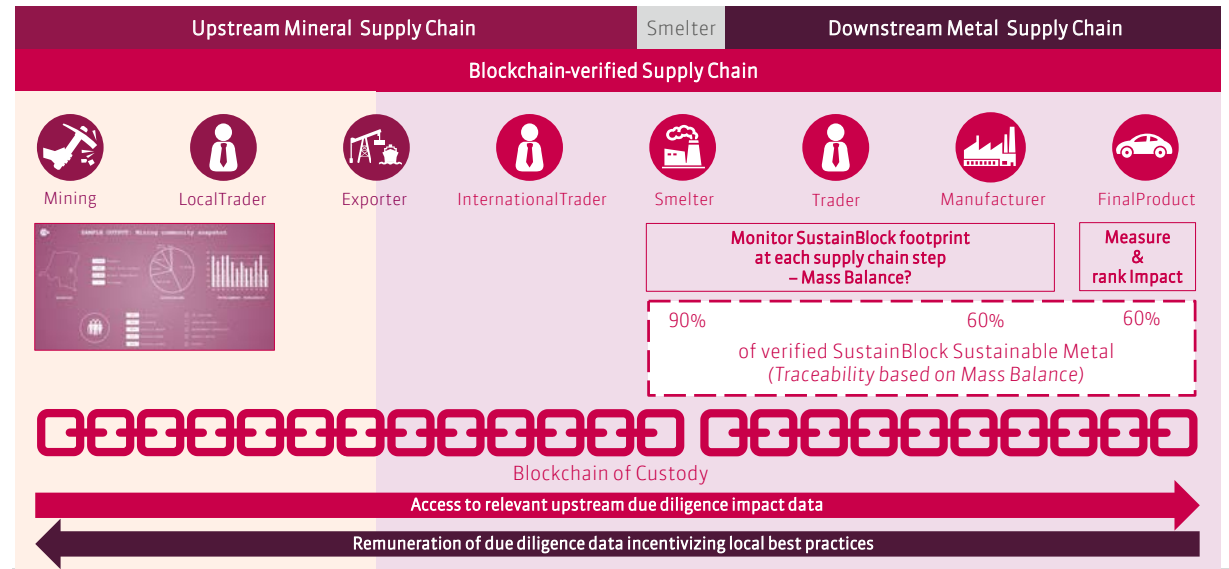 Upstream Mineral Supply Chain
Smelter
Downstream Metal Supply Chain
Blockchain-verified Supply Chain
Mining
LocalTrader
Exporter
InternationalTrader
Smelter
Trader
Manufacturer
FinalProduct
SAMPLE OUTPUT: Mining community snapshot
Monitor SustainBlock footprint
at each supply chain step
– Mass Balance?
Measure
&
rank Impact
90%
60%
60%
of verified SustainBlock Sustainable Metal
(Traceability based on Mass Balance)
Blockchain of Custody
Access to relevant upstream due diligence impact data
Remuneration of due diligence data incentivizing local best practices